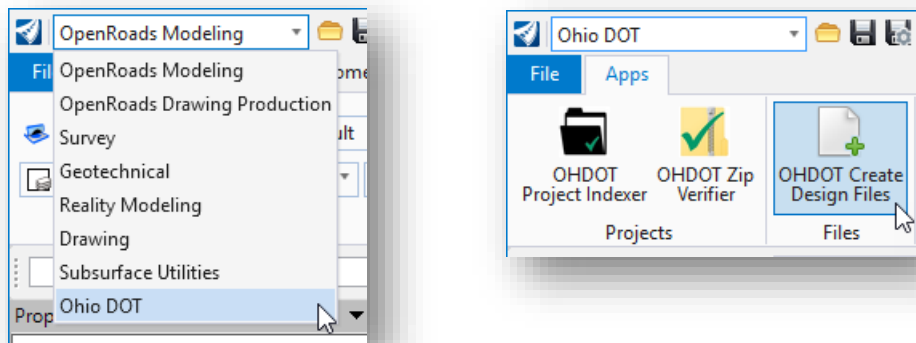 OpenRoads Modeling
OpenRoads Modeling
OpenRoads Drawing Production
Survey
Geotechnical
Reality Modeling
Drawing
Subsurface Utilities
Ohio DOT
Ohio DOT
File Apps
OHDOT
Project Indexer
OHDOT Zip
Verifier
OHDOT Create
Design Files
Projects
Files